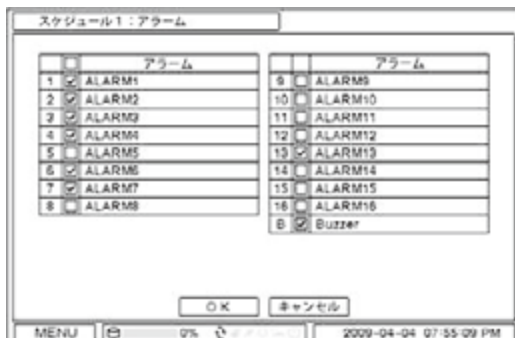 スケジュール1：アラーム
アラーム
1 ALARM1
2 ALARM2
3 ALARM3
4 ALARM4
5 ALARM5
6 ALARM6
7 ALARM7
8 ALARM8
アラーム
9 ALARM9
10 ALARM10
11 ALARM11
12 ALARM12
13 ALARM13
14 ALARM14
15 ALARM15
16 ALARM16
B Buzzer
OK キャンセル
MENU 0% 2009-04-04 07:55:09 PM